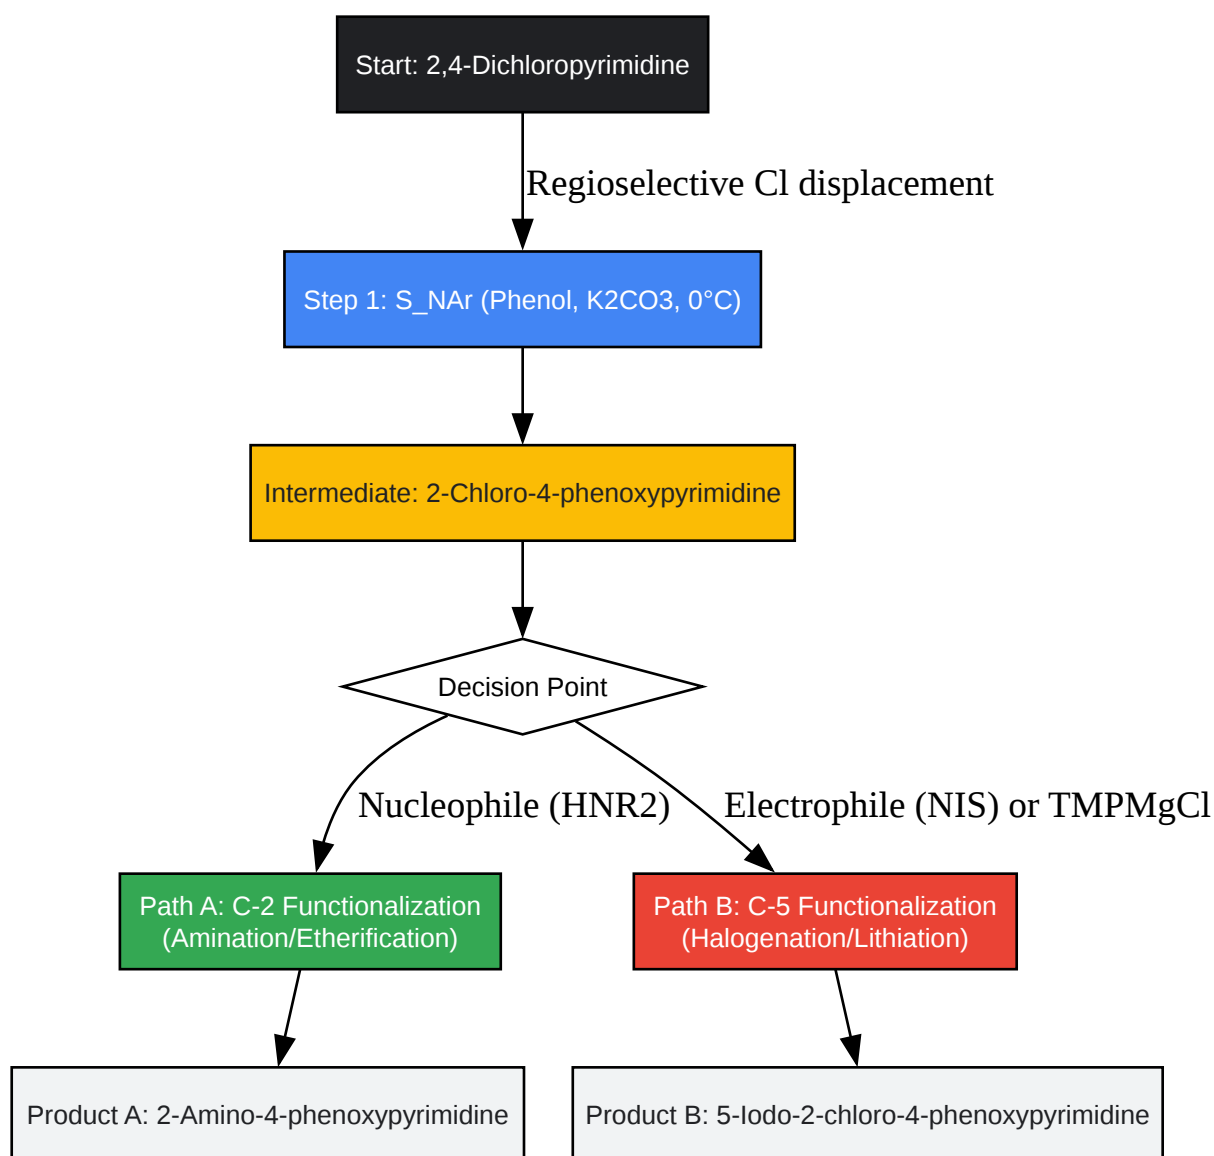 Start: 2,4-Dichloropyrimidine
Regioselective Cl displacement
Step 1: S_NAr (Phenol, K2CO3, 0°C)
Intermediate: 2-Chloro-4-phenoxypyrimidine
Decision Point
Nucleophile (HNR2)
Electrophile (NIS) or TMPMgCl
Path A: C-2 Functionalization
(Amination/Etherification)
Path B: C-5 Functionalization
(Halogenation/Lithiation)
Product A: 2-Amino-4-phenoxypyrimidine
Product B: 5-Iodo-2-chloro-4-phenoxypyrimidine